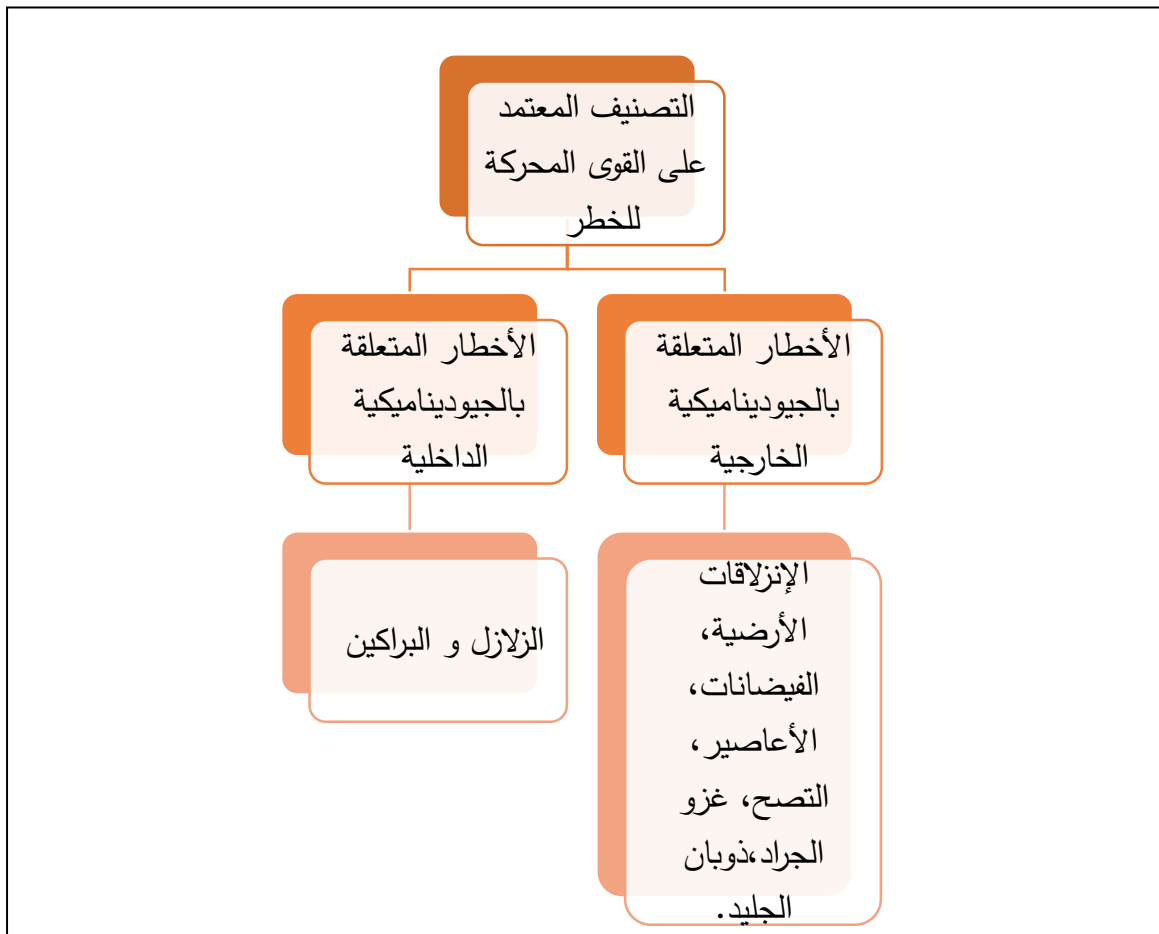 التصنيف المعتمد
على القوى المحركة
للخطر
الأخطار المتعلقة
بالجيوديناميكية
الخارجية
الأخطار المتعلقة
بالجيوديناميكية
الداخلية
الإنزلاقات
الأرضية،
الفيضانات،
الأعاصير،
التصح، غزو
الجراد،ذوبان
الجليد.
الزلازل و البراكين